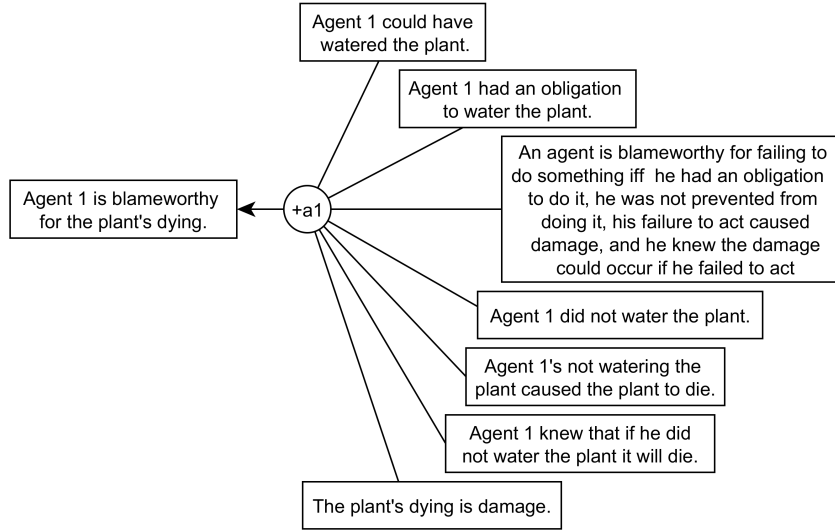 Agent 1 could have
watered the plant.
Agent 1 had an obligation
to water the plant.
An agent is blameworthy for failing to
do something iff he had an obligation
to do it, he was not prevented from
doing it, his failure to act caused
damage, and he knew the damage
could occur if he failed to act
Agent 1 is blameworthy
for the plant's dying.
+a1
Agent 1 did not water the plant.
Agent 1's not watering the
plant caused the plant to die.
Agent 1 knew that if he did
not water the plant it will die.
The plant's dying is damage.